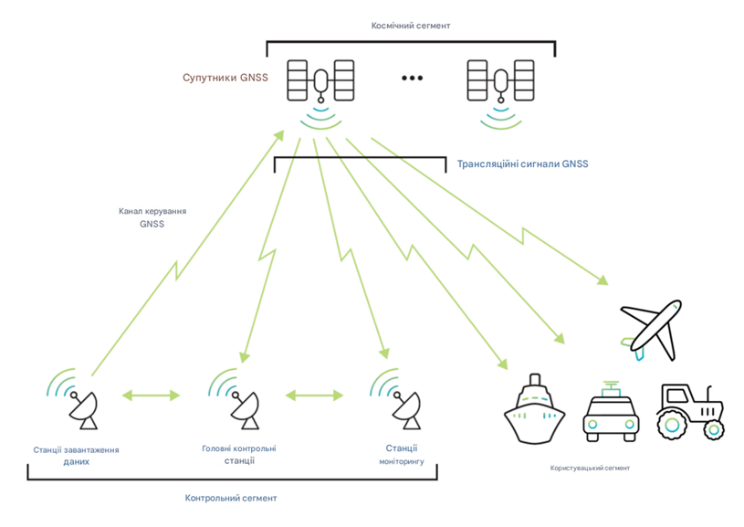 Космічний сегмент
Супутники GNSS
Трансляційні сигнали GNSS
Канал керування
GNSS
Станції завантаження
даних
Головні контрольні
станції
Станції
моніторингу
Користувацький сегмент
Контрольний сегмент